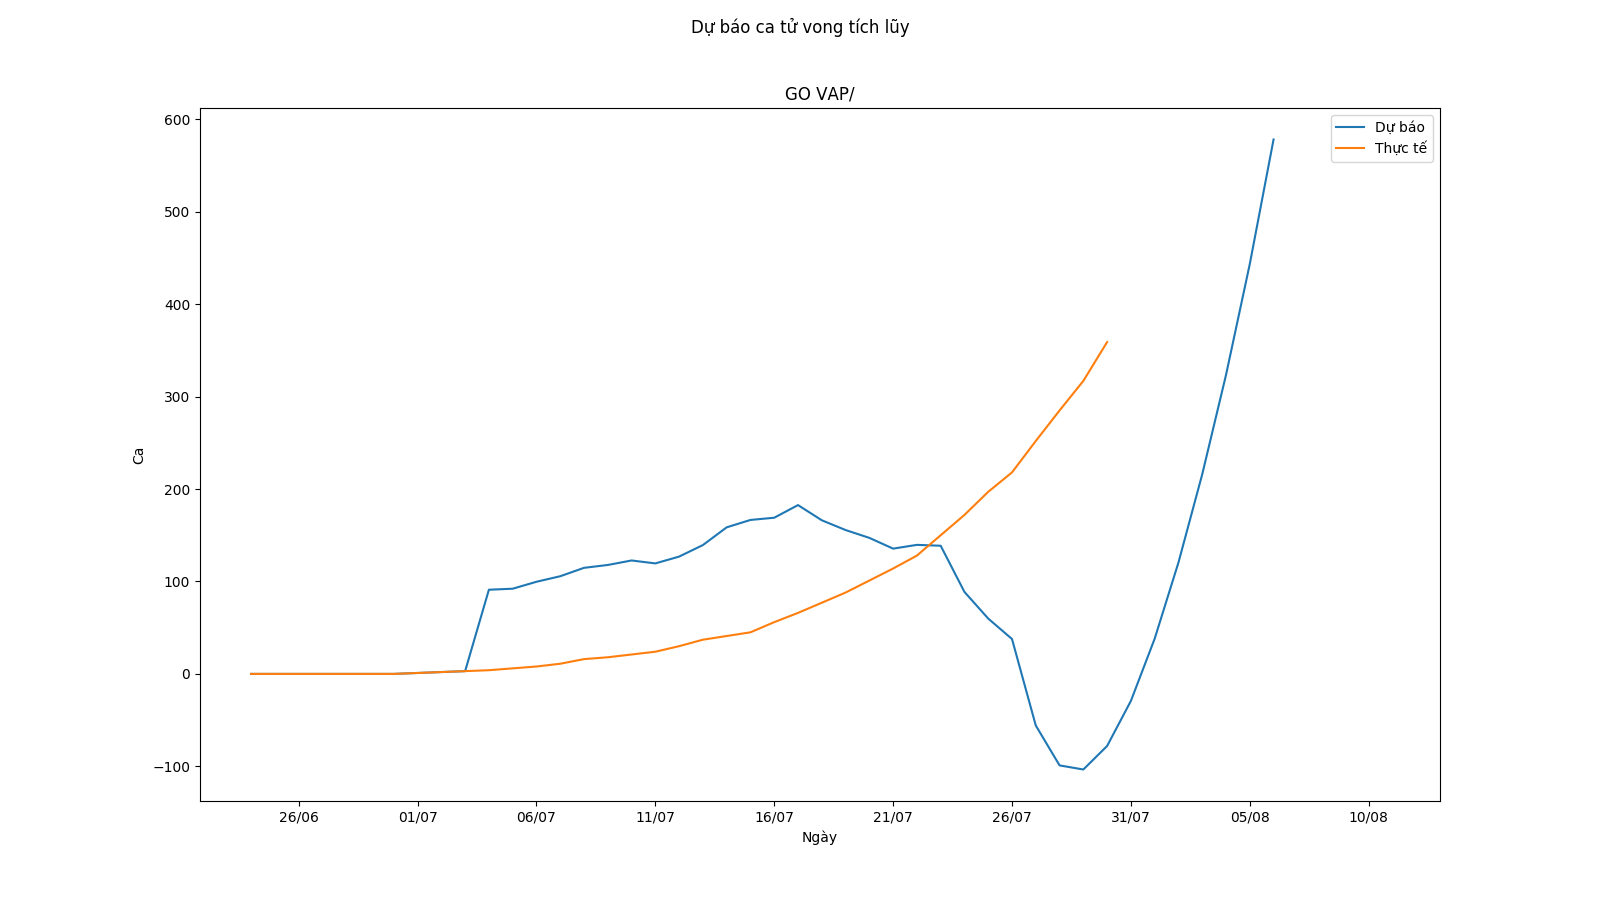 Dự báo ca tử vong tích lũy
GO VAP/
Dự báo
Thực tế
600
500
400
300
200
100
0
−100
Ca
26/06 01/07 06/07 11/07 16/07 21/07 26/07 31/07 05/08 10/08
Ngày